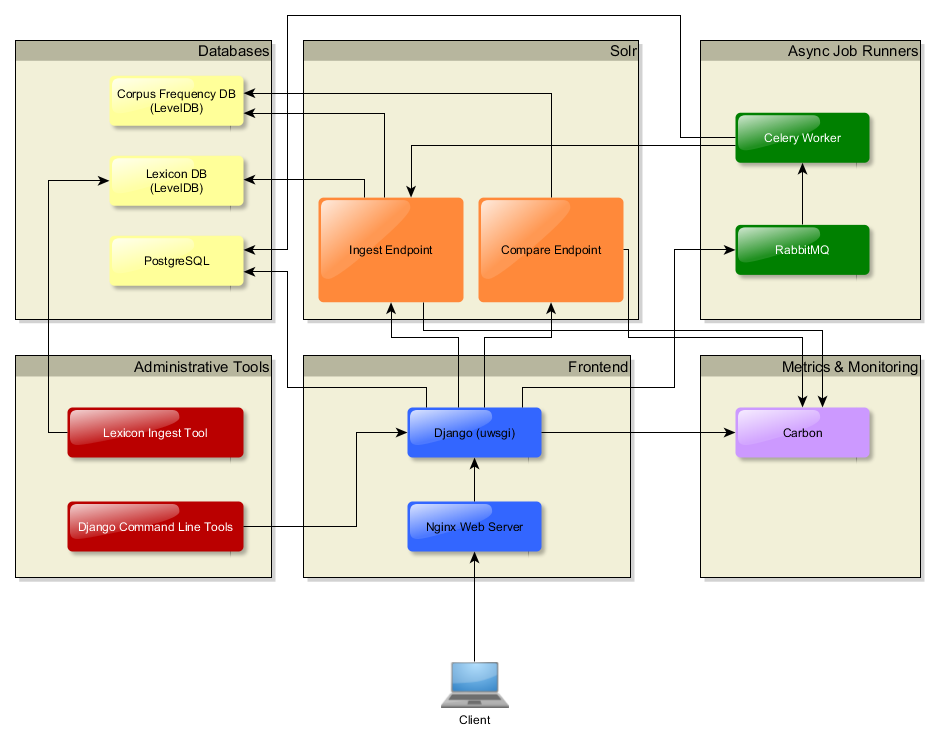 Databases
Corpus Frequency DB
(LevelDB)
Lexicon DB
(LevelDB)
PostgreSQL
Solr
Ingest Endpoint
Compare Endpoint
Async Job Runners
Celery Worker
RabbitMQ
Administrative Tools
Lexicon Ingest Tool
Django Command Line Tools
Frontend
Django (uwsgi)
Nginx Web Server
Metrics & Monitoring
Carbon
Client